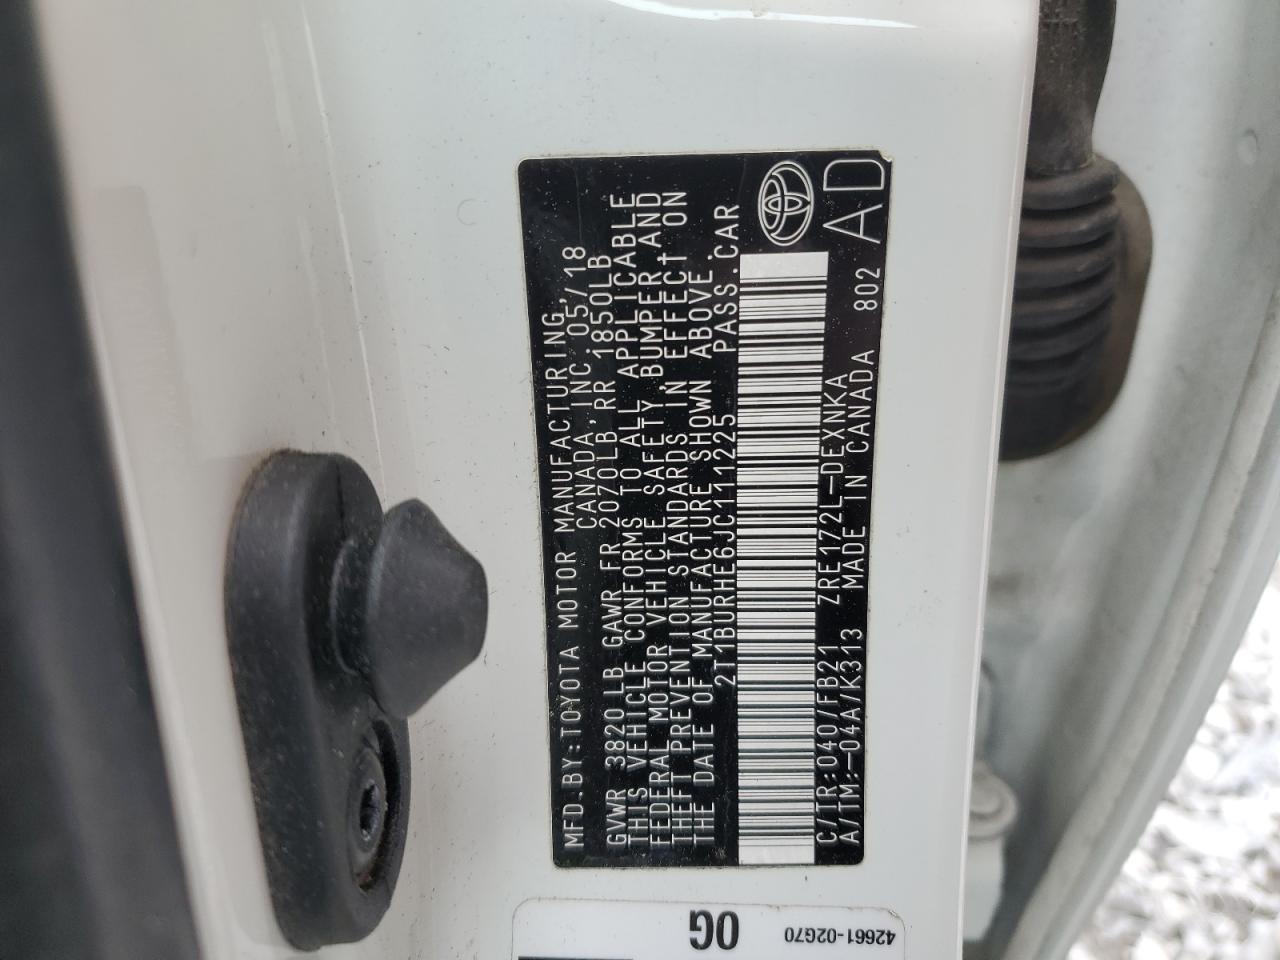 MFD.BY:TOYOTA MOTOR MANUFACTURING,
CANADA,INC.05/18
GVWR 3820LB GAWR FR 2070LB,RR 1850LB
THIS VEHICLE CONFORMS TO ALL APPLICABLE
FEDERAL MOTOR VEHICLE SAFETY,BUMPER AND
THEFT PREVENTION STANDARDS IN EFFECT ON
THE DATE OF MANUFACTURE SHOWN ABOVE.
2T1BURHE6JC111225 PASS.CAR
C/TR:040/FB21 ZRE172L-DEXNKA
A/TM:-04A/K313 MADE IN CANADA 802
AD
0G
42661-02G70